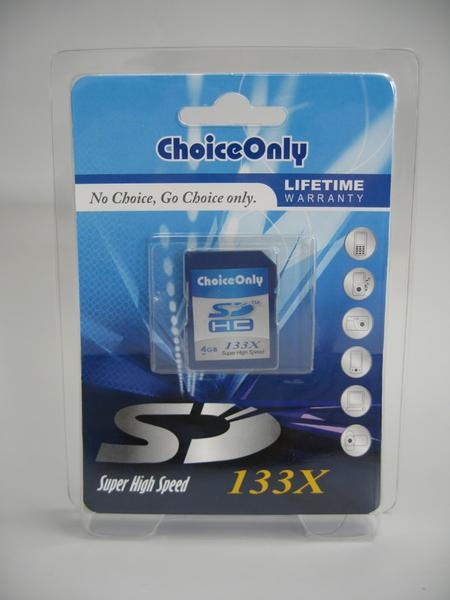 ChoiceOnly
No Choice, Go Choice only.
LIFETIME
WARRANTY
ChoiceOnly
SD™
HC
4GB
133X
Super High Speed
SD
Super High Speed
133X